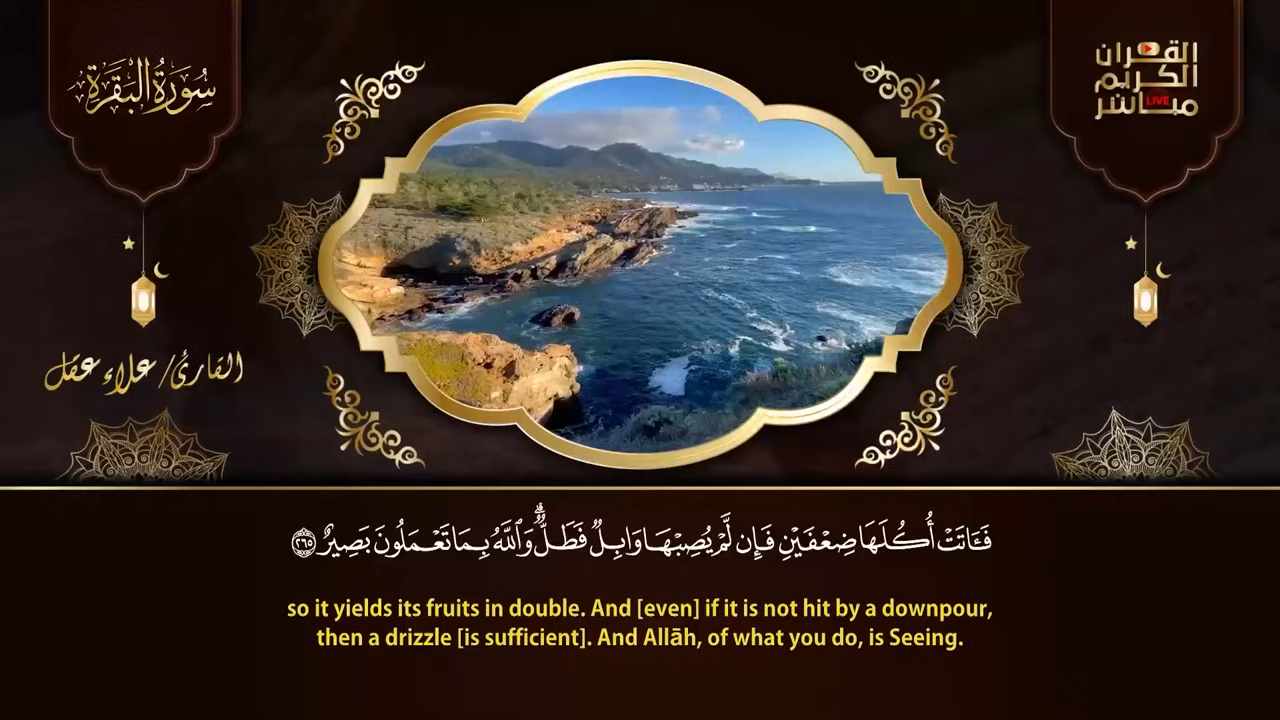 سُورَةُ البَقَرَةِ
القرآن
الكريم
مباشر
LIVE
القارئ/ علاء عقل
فَـَٔاتَتۡ أُكُلَهَا ضِعۡفَيۡنِ فَإِن لَّمۡ يُصِبۡهَا وَابِلٞ فَطَلّٞۗ وَٱللَّهُ بِمَا تَعۡمَلُونَ بَصِيرٌ ٢٦٥
so it yields its fruits in double. And [even] if it is not hit by a downpour,
then a drizzle [is sufficient]. And Allāh, of what you do, is Seeing.